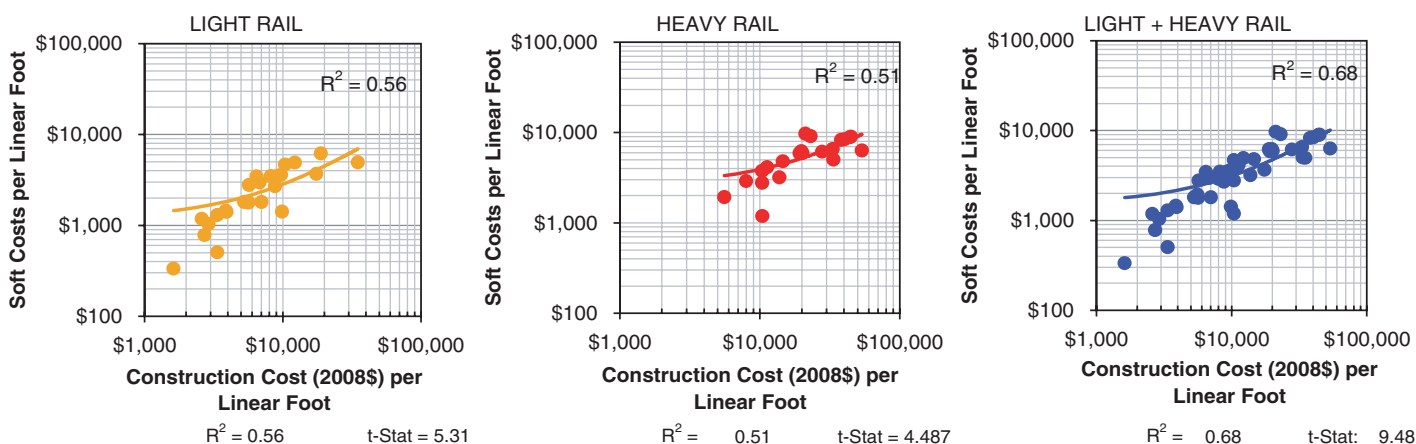 LIGHT RAIL
$100,000
R² = 0.56
$10,000
$1,000
$100
$1,000 $10,000 $100,000
Soft Costs per Linear Foot
Construction Cost (2008$) per
Linear Foot
R² = 0.56 t-Stat = 5.31
HEAVY RAIL
$100,000
R² = 0.51
$10,000
$1,000
$100
$1,000 $10,000 $100,000
Soft Costs per Linear Foot
Construction Cost (2008$) per
Linear Foot
R² = 0.51 t-Stat = 4.487
LIGHT + HEAVY RAIL
$100,000
R² = 0.68
$10,000
$1,000
$100
$1,000 $10,000 $100,000
Soft Costs per Linear Foot
Construction Cost (2008$) per
Linear Foot
R² = 0.68 t-Stat: 9.48